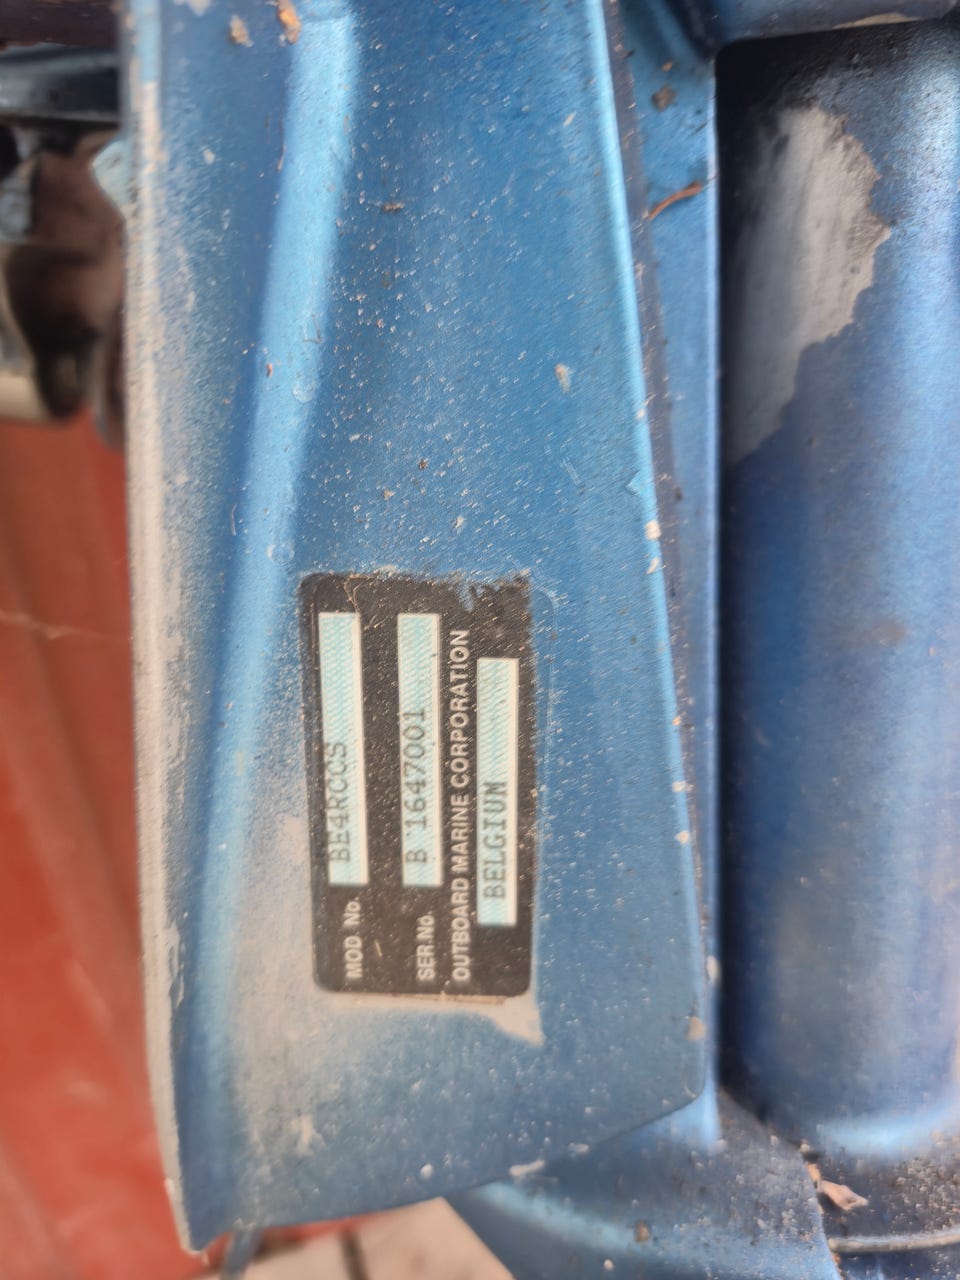 MOD. No. BE4RCCS
SER.No. B 1647001
OUTBOARD MARINE CORPORATION
BELGIUM